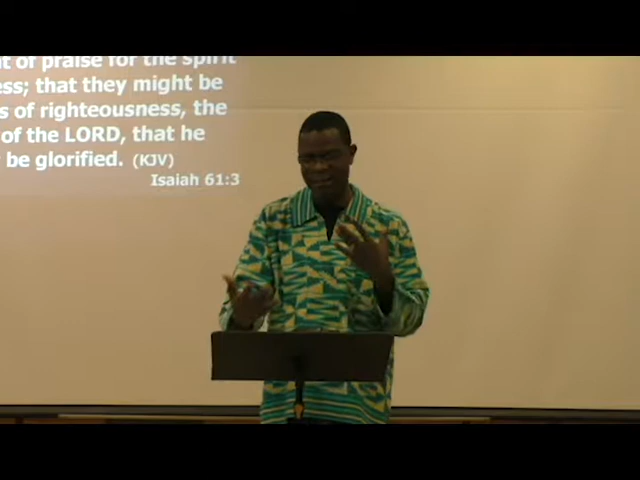 of praise for the spirit
that they might be
of righteousness, the
of the LORD, that he
be glorified. (KJV)
Isaiah 61:3